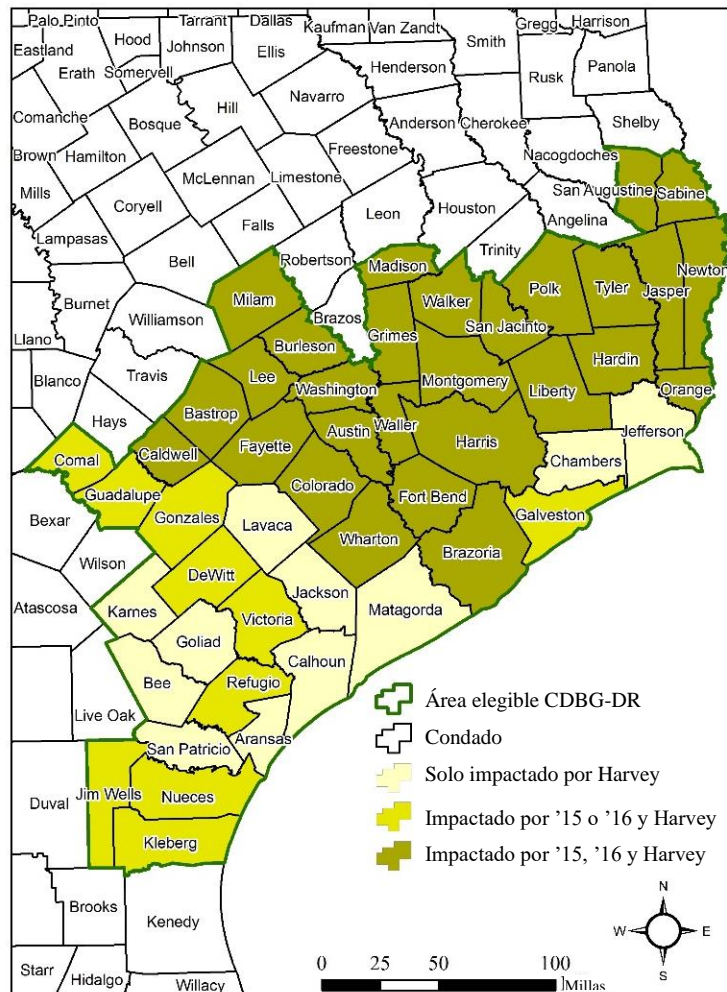 Palo Pinto
Tarrant
Dallas
Kaufman
Van Zandt
Gregg
Harrison
Hood
Johnson
Ellis
Smith
Eastland
Erath
Somervell
Henderson
Rusk
Panola
Comanche
Hill
Navarro
Bosque
Anderson
Cherokee
Shelby
Brown
Hamilton
Freestone
Nacogdoches
McLennan
Limestone
Mills
San Augustine
Sabine
Coryell
Leon
Houston
Angelina
Lampasas
Falls
Trinity
Bell
Robertson
Madison
Newton
Milam
Walker
Polk
Tyler
Jasper
Burnet
Williamson
Brazos
San Jacinto
Llano
Burleson
Grimes
Hardin
Blanco
Travis
Lee
Montgomery
Liberty
Washington
Orange
Hays
Bastrop
Austin
Waller
Harris
Jefferson
Comal
Caldwell
Fayette
Chambers
Guadalupe
Colorado
Fort Bend
Bexar
Gonzales
Lavaca
Galveston
Wilson
Wharton
Brazoria
DeWitt
Jackson
Atascosa
Karnes
Victoria
Matagorda
Goliad
Calhoun
Bee
Refugio
Live Oak
Aransas
San Patricio
Duval
Jim Wells
Nueces
Kleberg
Brooks
Kenedy
Starr
Hidalgo
Willacy
Área elegible CDBG-DR
Condado
Solo impactado por Harvey
Impactado por ’15 o ’16 y Harvey
Impactado por ’15, ’16 y Harvey
N
W
E
S
0 25 50 100
Millas